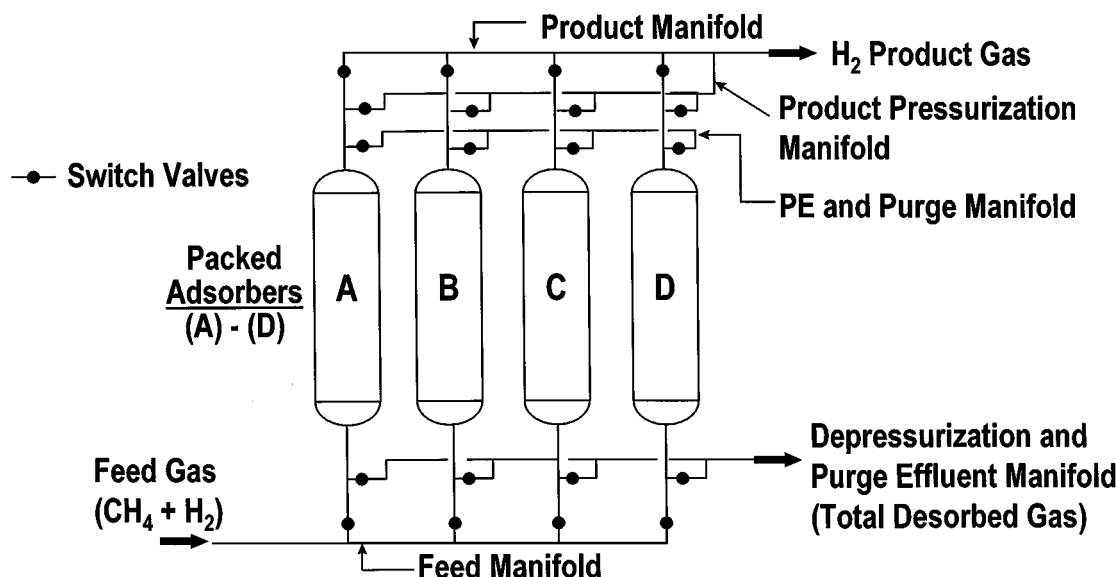 Product Manifold
H₂ Product Gas
Product Pressurization
Manifold
Switch Valves
PE and Purge Manifold
Packed
Adsorbers
(A) - (D)
A
B
C
D
Depressurization and
Purge Effluent Manifold
(Total Desorbed Gas)
Feed Gas
(CH₄ + H₂)
Feed Manifold